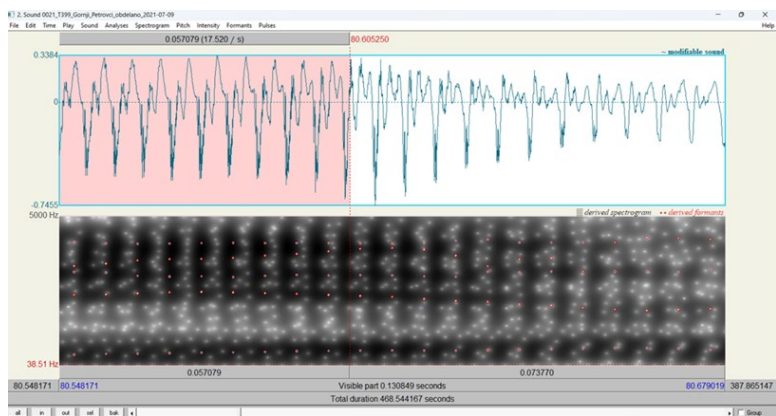 2. Sound 0021_T399_Gornji_Petrovci_obdelano_2021-07-09
File Edit Time Play Sound Analyses Spectrogram Pitch Intensity Formants Pulses Help
0.057079 (17.520 / s) 80.605250
~ modifiable sound
0.3384
0
-0.7455
5000 Hz
derived spectrogram •• derived formants
38.51 Hz
0.057079 0.073770
80.548171 80.548171 Visible part 0.130849 seconds 80.679019 387.865147
Total duration 468.544167 seconds
all in out sel bak Group